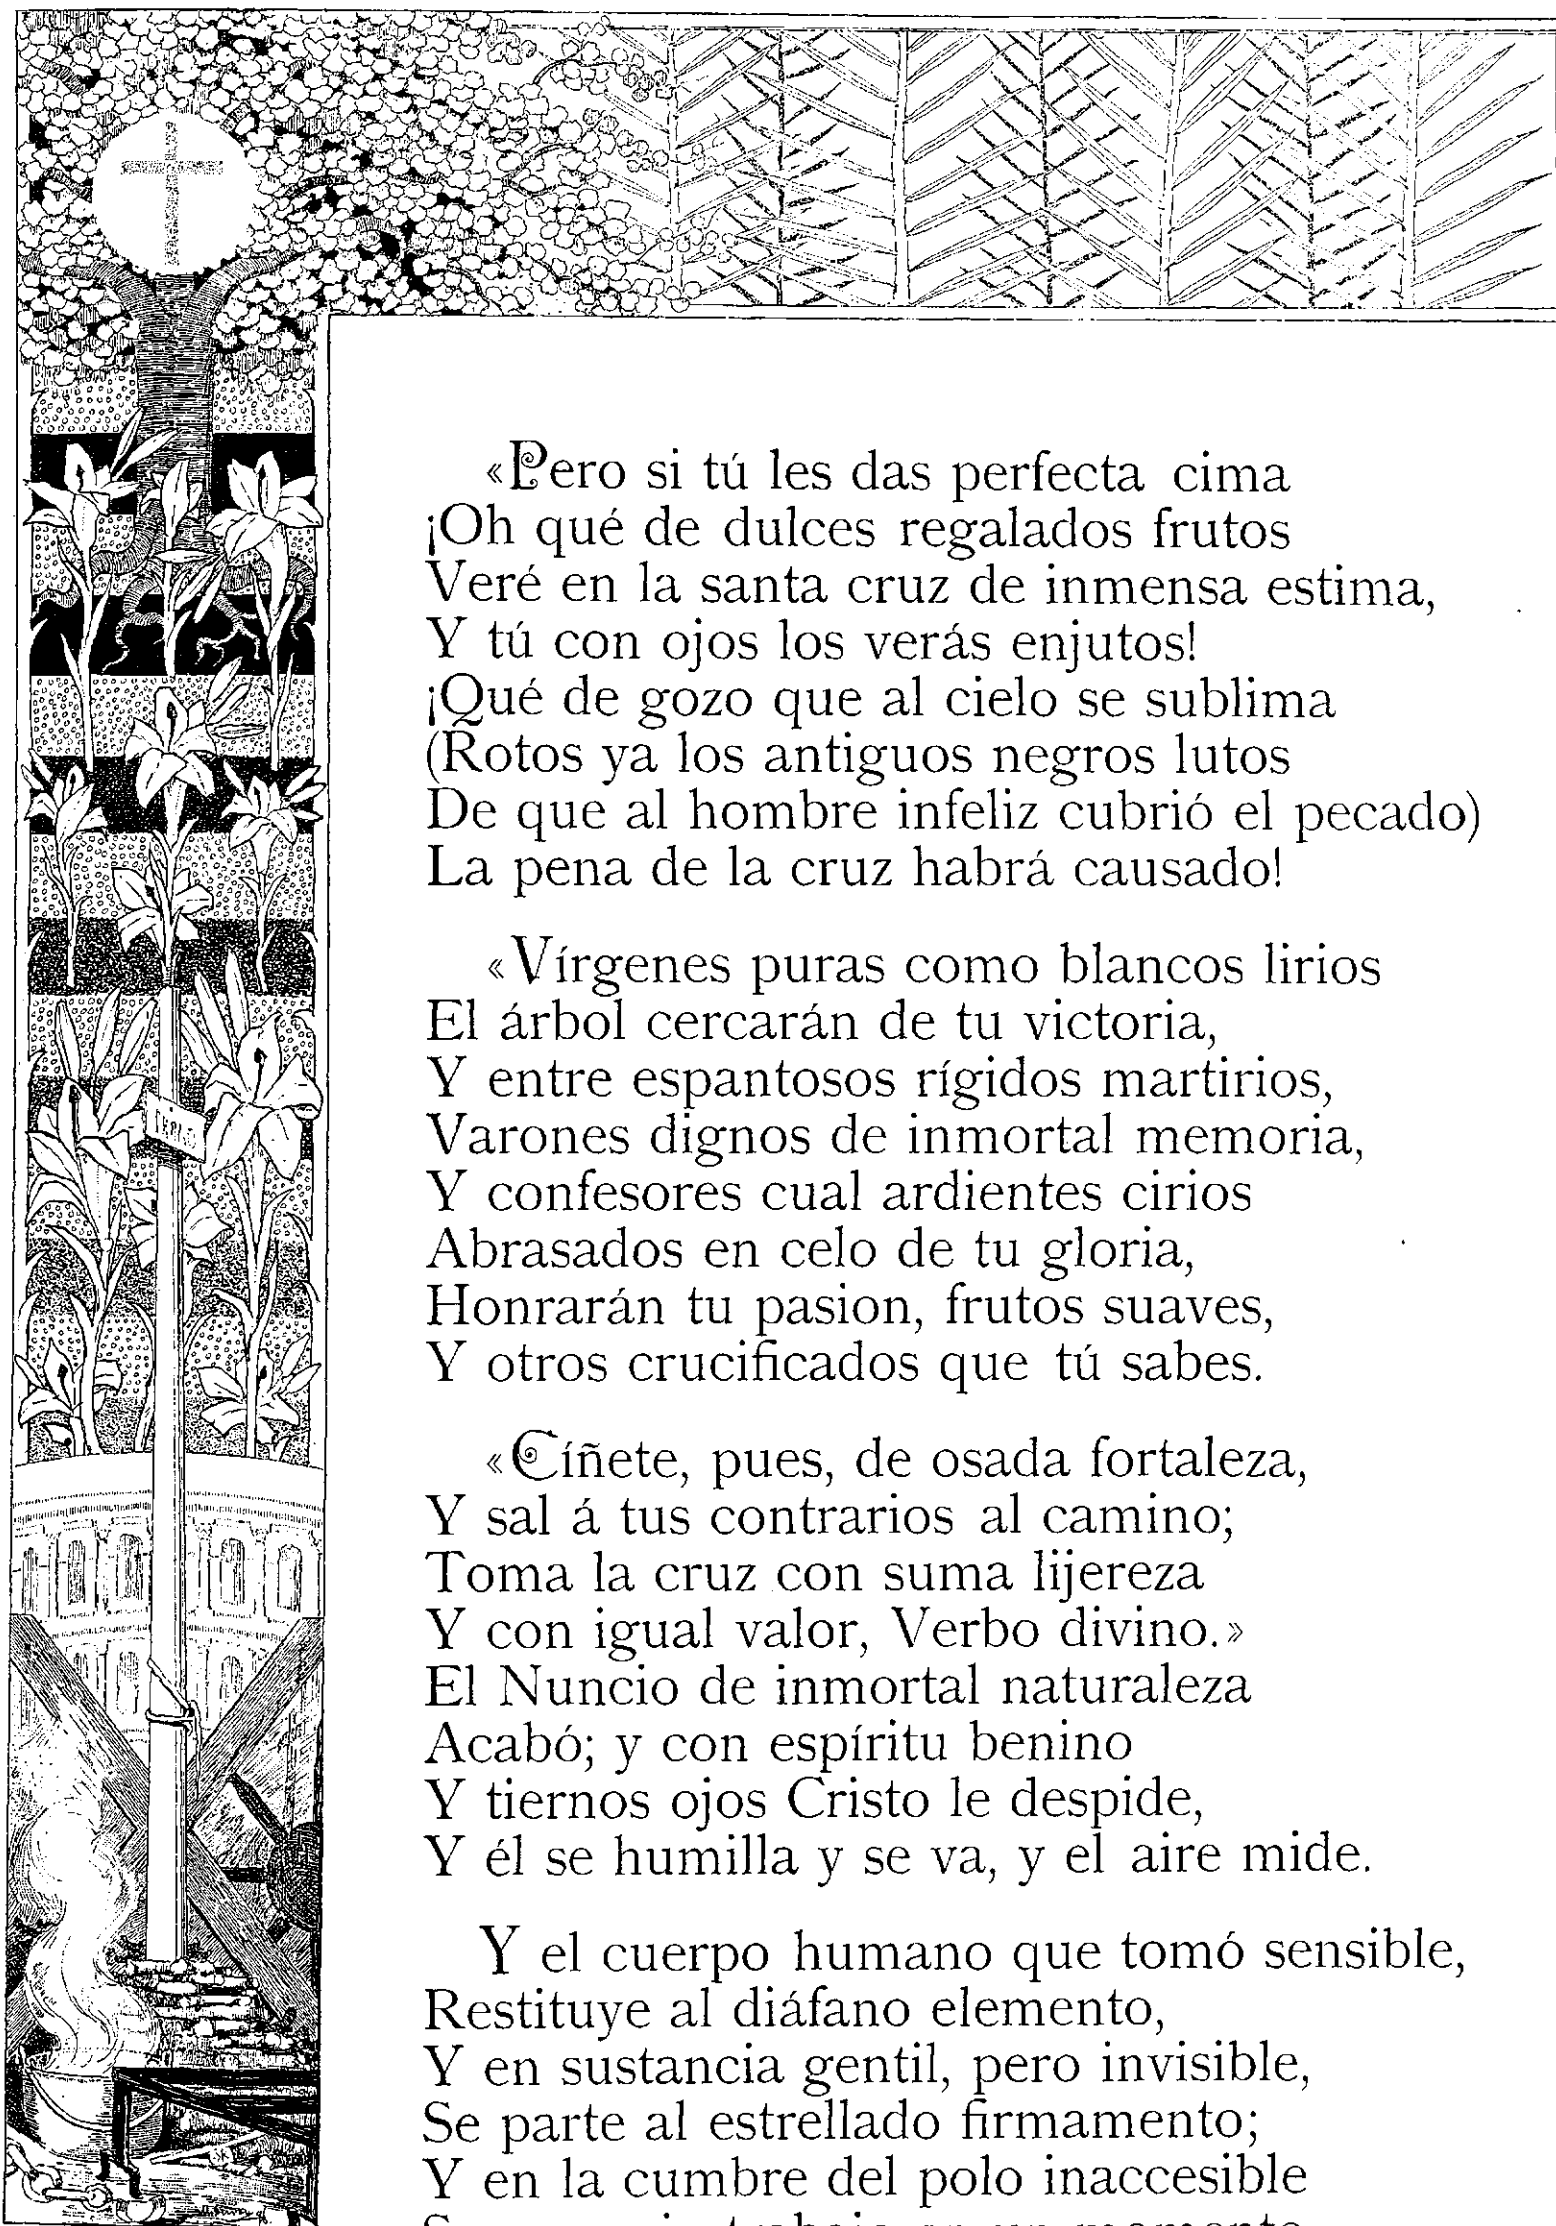 «Pero si tú les das perfecta cima
¡Oh qué de dulces regalados frutos
Veré en la santa cruz de inmensa estima,
Y tú con ojos los verás enjutos!
¡Qué de gozo que al cielo se sublima
(Rotos ya los antiguos negros lutos
De que al hombre infeliz cubrió el pecado)
La pena de la cruz habrá causado!
«Vírgenes puras como blancos lirios
El árbol cercarán de tu victoria,
Y entre espantosos rígidos martirios,
Varones dignos de inmortal memoria,
Y confesores cual ardientes cirios
Abrasados en celo de tu gloria,
Honrarán tu pasion, frutos suaves,
Y otros crucificados que tú sabes.
«Cíñete, pues, de osada fortaleza,
Y sal á tus contrarios al camino;
Toma la cruz con suma lijereza
Y con igual valor, Verbo divino.»
El Nuncio de inmortal naturaleza
Acabó; y con espíritu benino
Y tiernos ojos Cristo le despide,
Y él se humilla y se va, y el aire mide.
Y el cuerpo humano que tomó sensible,
Restituye al diáfano elemento,
Y en sustancia gentil, pero invisible,
Se parte al estrellado firmamento;
Y en la cumbre del polo inaccesible